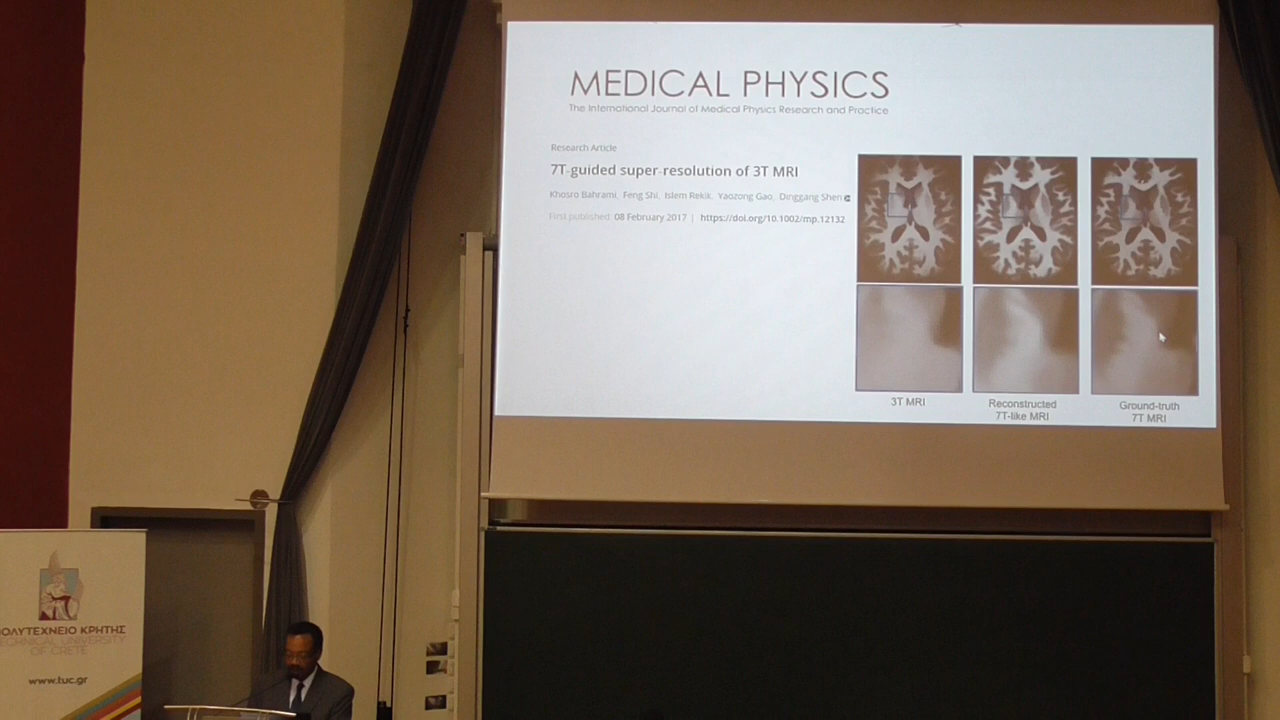 MEDICAL PHYSICS
The International Journal of Medical Physics Research and Practice
Research Article
7T-guided super-resolution of 3T MRI
Khosro Bahrami, Feng Shi, Islem Rekik, Yaozong Gao, Dinggang Shen
First published: 08 February 2017 | https://doi.org/10.1002/mp.12132
3T MRI
Reconstructed
7T-like MRI
Ground-truth
7T MRI
ΟΛΥΤΕΧΝΕΙΟ ΚΡΗΤΗΣ
TECHNICAL UNIVERSITY
OF CRETE
www.tuc.gr